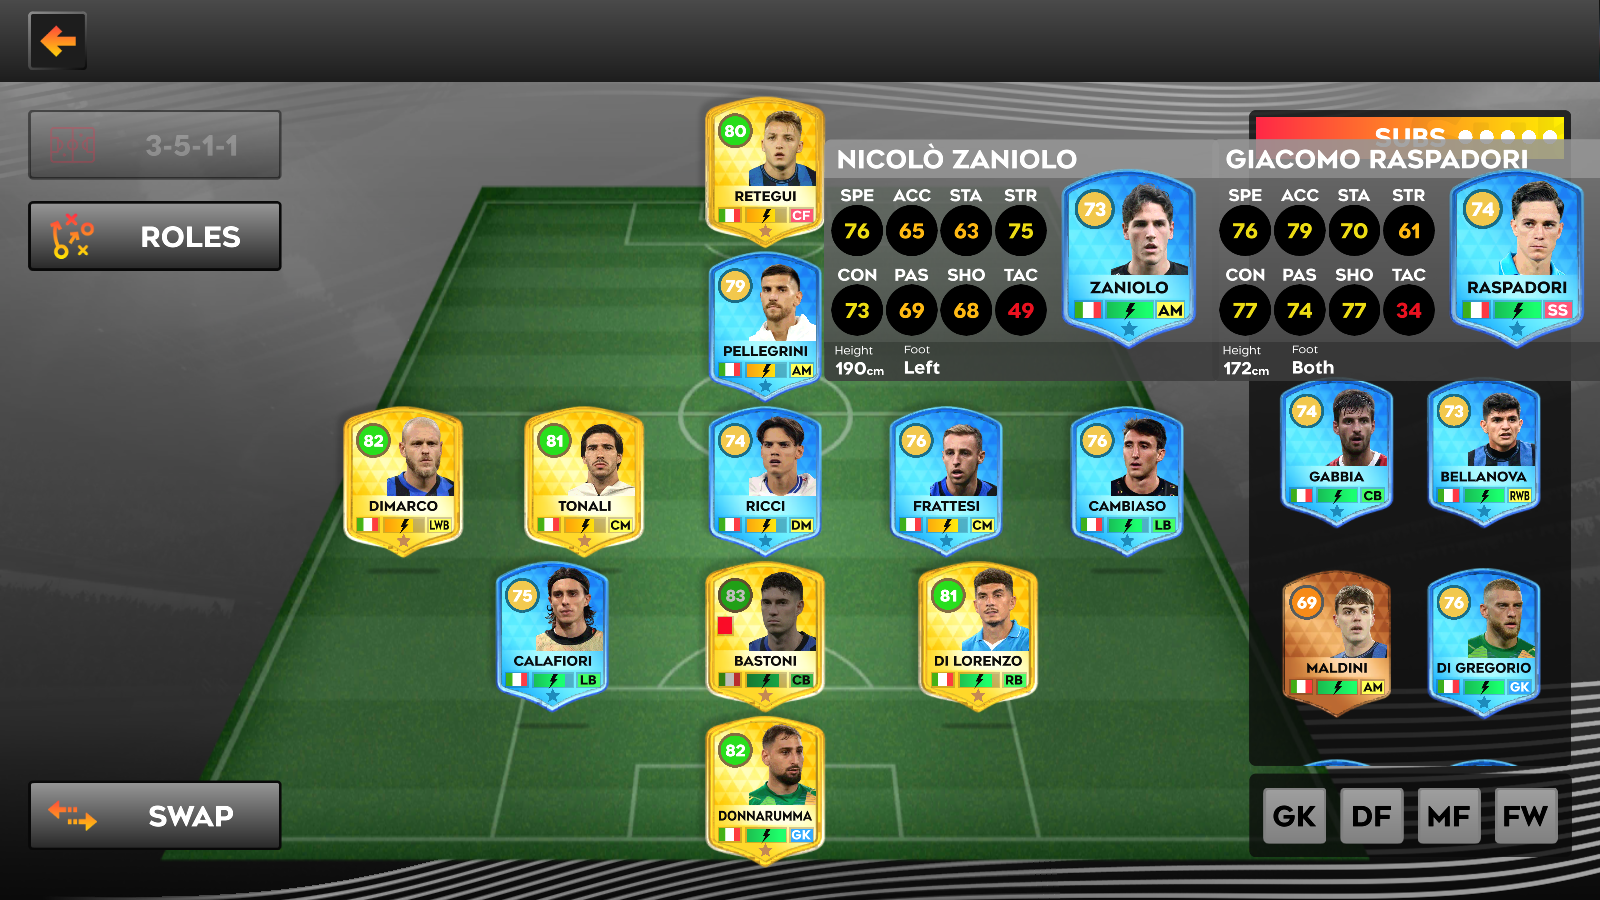 3-5-1-1
ROLES
SWAP
80
RETEGUI
CF
79
PELLEGRINI
AM
NICOLÒ ZANIOLO
SPE ACC STA STR
76 65 63 75
CON PAS SHO TAC
73 69 68 49
Height Foot
190cm Left
73
ZANIOLO
AM
SUBS
GIACOMO RASPADORI
SPE ACC STA STR
76 79 70 61
CON PAS SHO TAC
77 74 77 34
Height Foot
172cm Both
74
RASPADORI
SS
82
DIMARCO
LWB
81
TONALI
CM
74
RICCI
DM
76
FRATTESI
CM
76
CAMBIASO
LB
74
GABBIA
CB
73
BELLANOVA
RWB
75
CALAFIORI
LB
83
BASTONI
CB
81
DI LORENZO
RB
69
MALDINI
AM
76
DI GREGORIO
GK
82
DONNARUMMA
GK
GK DF MF FW